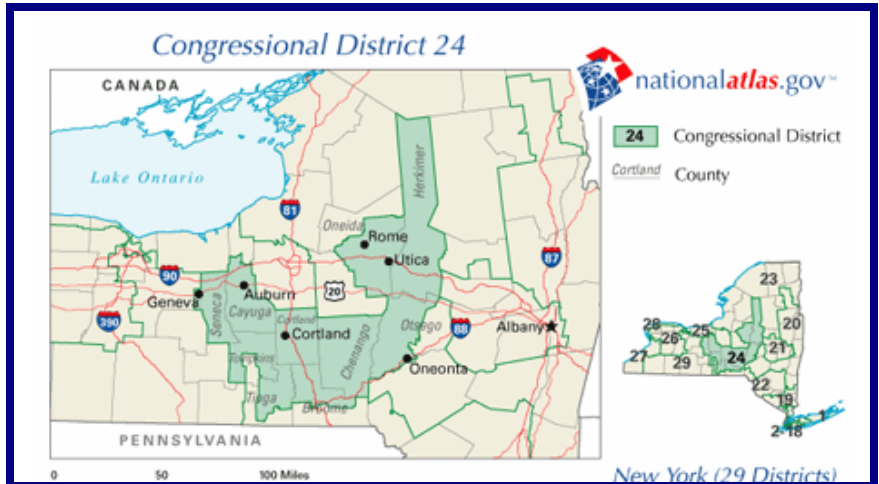 Congressional District 24
nationalatlas.gov™
CANADA
24 Congressional District
Cortland County
Lake Ontario
Herkimer
81
Oneida
Rome
Utica
87
90
20
Geneva
Auburn
Seneca
Cayuga
390
Cortland
Cortland
Chenango
Otsego
88
Albany
Tompkins
Oneonta
Tioga
Broome
PENNSYLVANIA
0 50 100 Miles
23
28
25
20
26
27
24
21
29
22
19
1
2-18
New York (29 Districts)